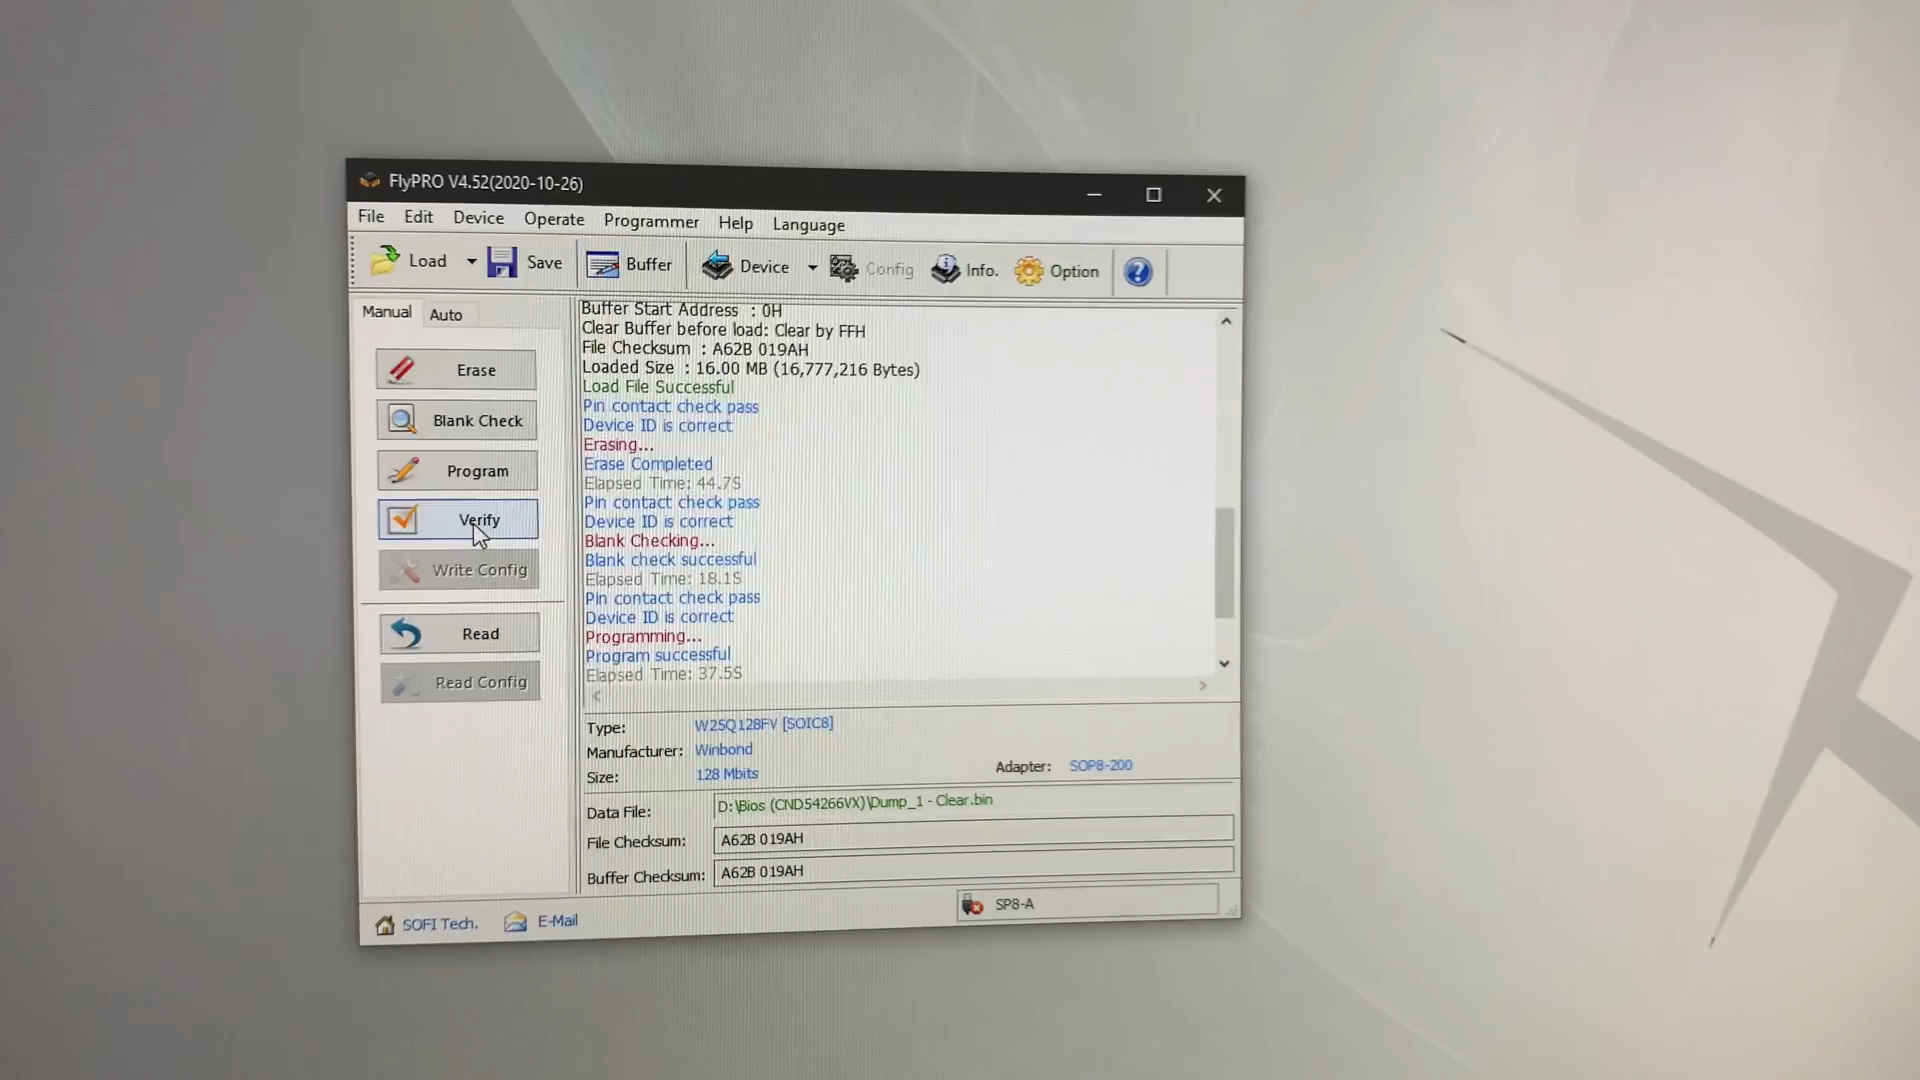 FlyPRO V4.52(2020-10-26)
File Edit Device Operate Programmer Help Language
Load Save Buffer Device Config Info. Option ?
Manual Auto
Erase
Blank Check
Program
Verify
Write Config
Read
Read Config
Buffer Start Address : 0H
Clear Buffer before load: Clear by FFH
File Checksum : A62B 019AH
Loaded Size : 16.00 MB (16,777,216 Bytes)
Load File Successful
Pin contact check pass
Device ID is correct
Erasing...
Erase Completed
Elapsed Time: 44.7S
Pin contact check pass
Device ID is correct
Blank Checking...
Blank check successful
Elapsed Time: 18.1S
Pin contact check pass
Device ID is correct
Programming...
Program successful
Elapsed Time: 37.5S
Type: W25Q128FV [SOIC8]
Manufacturer: Winbond
Size: 128 Mbits Adapter: SOP8-200
Data File: D:\Bios (CND54266VX)\Dump_1 - Clear.bin
File Checksum: A62B 019AH
Buffer Checksum: A62B 019AH
SOFI Tech. E-Mail SP8-A